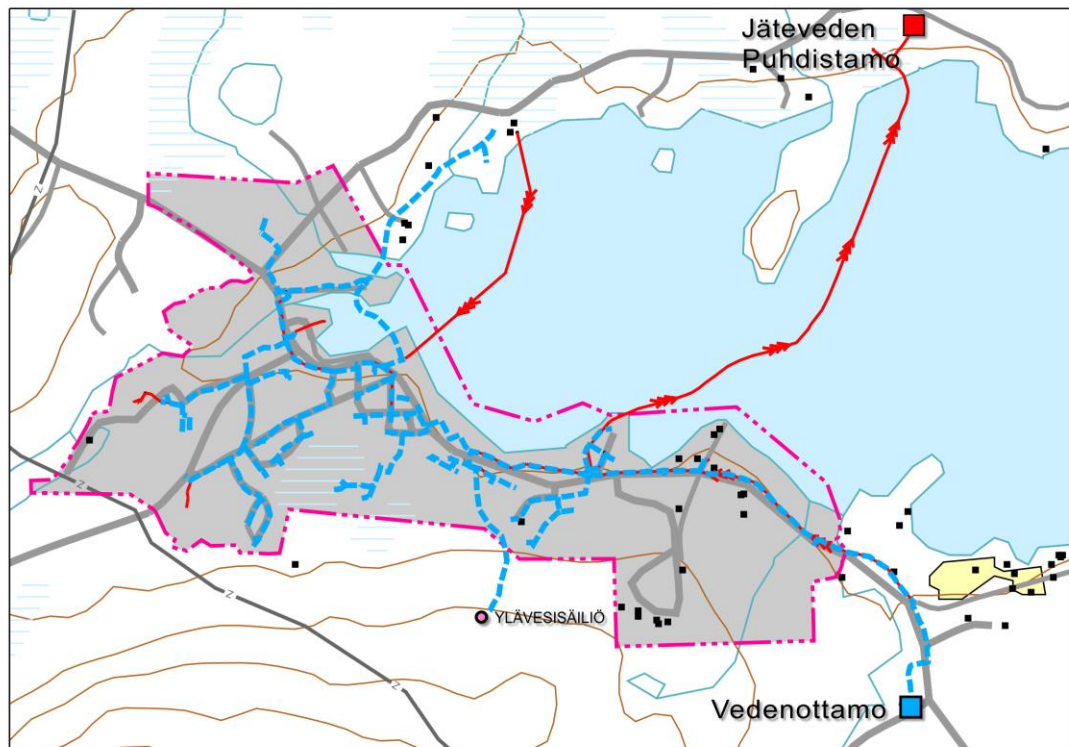 Jäteveden
Puhdistamo
Z
Z
Z
Z
YLÄVESISÄILIÖ
Vedenottamo